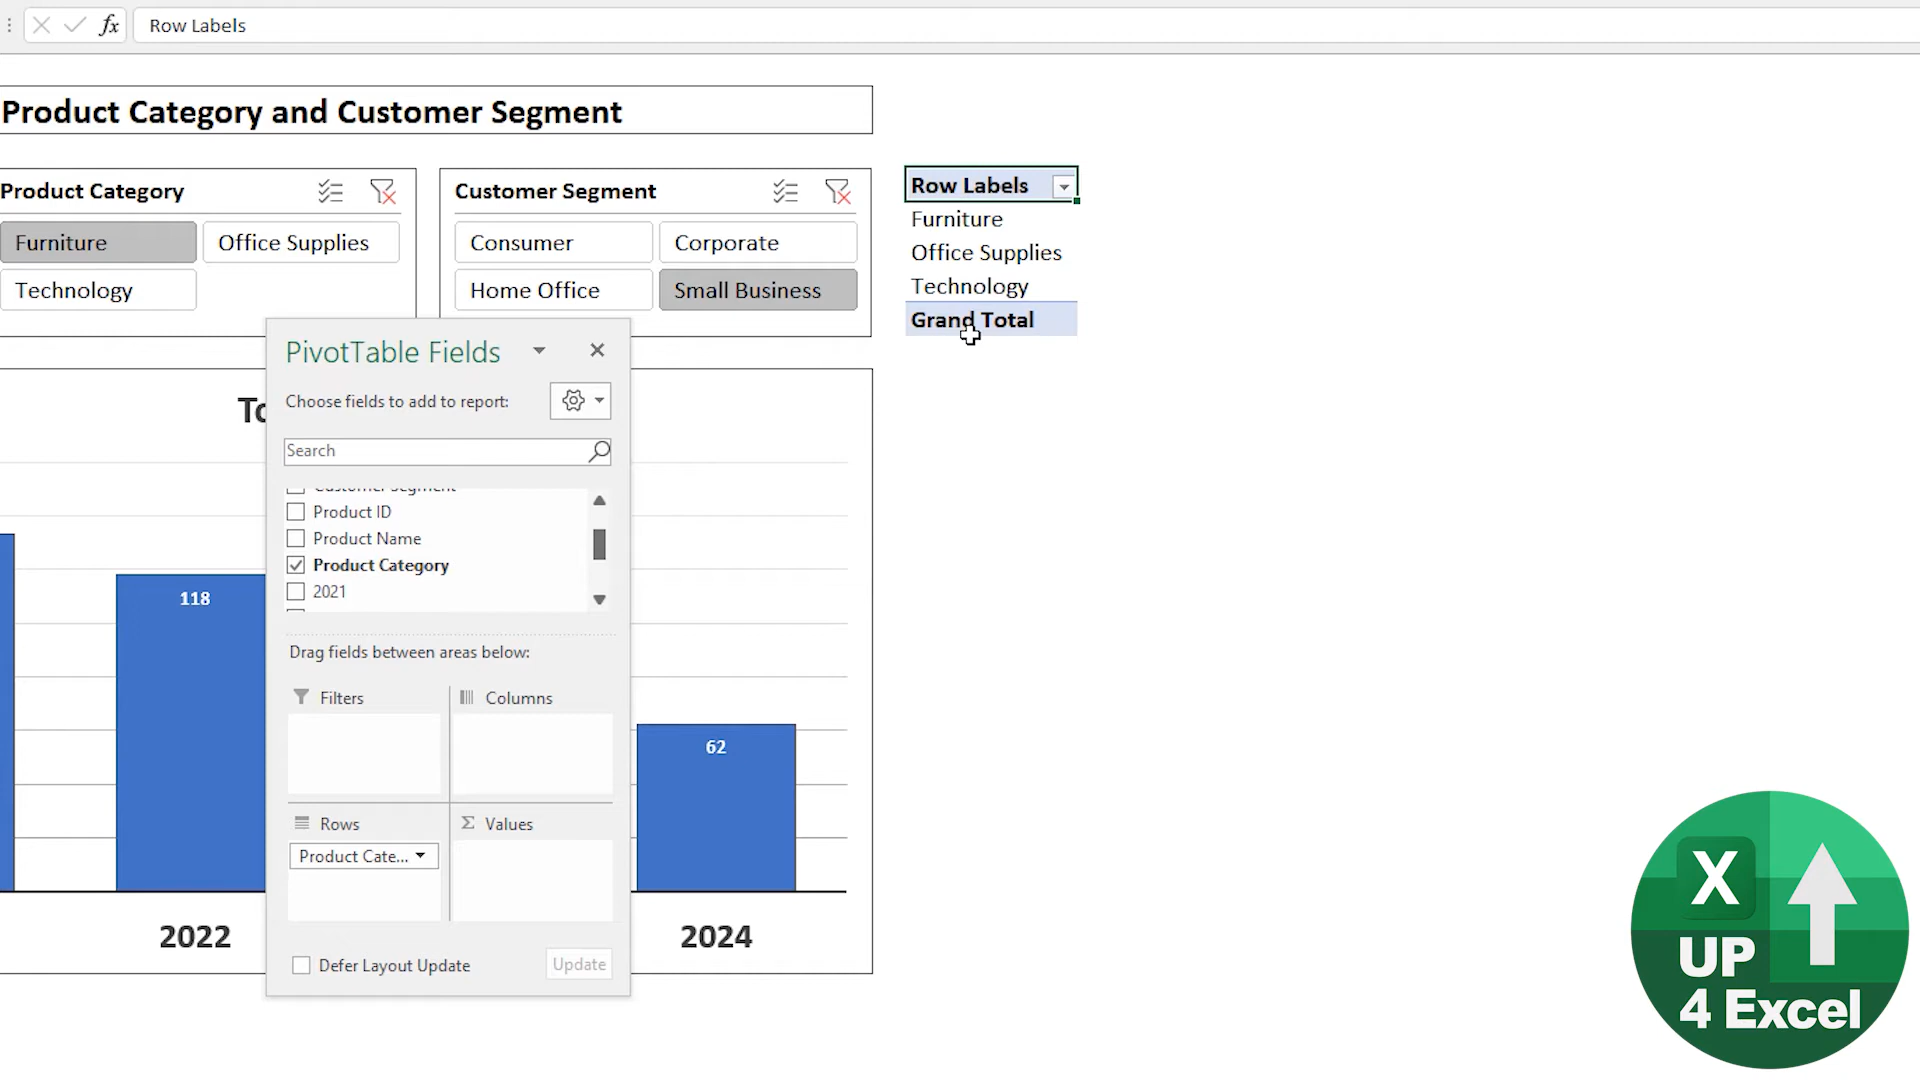 fx Row Labels
Product Category and Customer Segment
Product Category
Furniture
Office Supplies
Technology
Customer Segment
Consumer
Corporate
Home Office
Small Business
Row Labels
Furniture
Office Supplies
Technology
Grand Total
PivotTable Fields
Choose fields to add to report:
Search
Customer Segment
Product ID
Product Name
Product Category
2021
Drag fields between areas below:
Filters
Columns
Rows
Σ Values
Product Cate...
Defer Layout Update
Update
118
62
2022
2024
X
UP
4 Excel